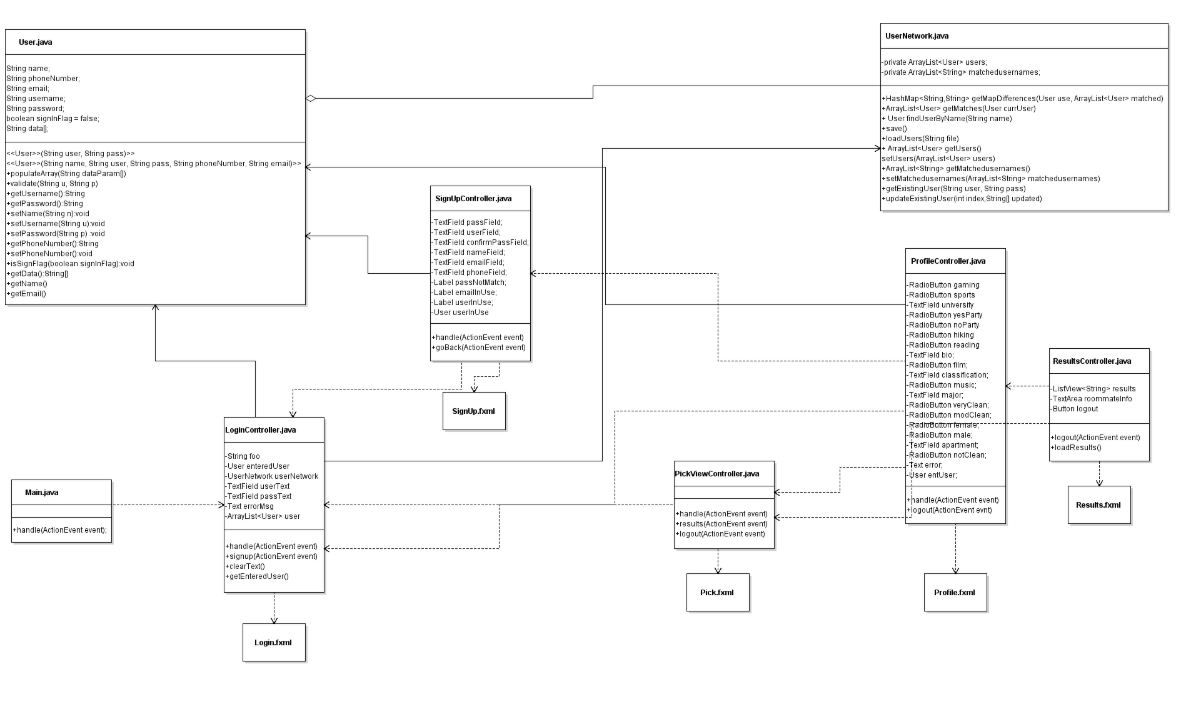 User.java
String name;
String phoneNumber;
String email;
String username;
String password;
boolean signInFlag = false;
String data[];
<<User>>(String user, String pass)>>
<<User>>(String name, String user, String pass, String phoneNumber, String email)>>
+populateArray(String dataParam[])
+validate(String u, String p)
+getUsername():String
+getPassword():String
+setName(String n):void
+setUsername(String u):void
+setPassword(String p) :void
+getPhoneNumber():String
+setPhoneNumber():void
+isSignFlag(boolean signInFlag):void
+getData():String[]
+getName()
+getEmail()
UserNetwork.java
-private ArrayList<User> users;
-private ArrayList<String> matchedusernames;
+HashMap<String,String> getMapDifferences(User use, ArrayList<User> matched)
+ArrayList<User> getMatches(User currUser)
+ User findUserByName(String name)
+save()
+loadUsers(String file)
+ ArrayList<User> getUsers()
setUsers(ArrayList<User> users)
+ArrayList<String> getMatchedusernames()
+setMatchedusernames(ArrayList<String> matchedusernames)
+getExistingUser(String user, String pass)
+updateExistingUser(int index,String[] updated)
SignUpController.java
-TextField passField;
-TextField userField;
-TextField confirmPassField;
-TextField nameField;
-TextField emailField;
-TextField phoneField;
-Label passNotMatch;
-Label emailInUse;
-Label userInUse;
-User userInUse
+handle(ActionEvent event)
+goBack(ActionEvent event)
SignUp.fxml
ProfileController.java
-RadioButton gaming
-RadioButton sports
-TextField university
-RadioButton yesParty
-RadioButton noParty
-RadioButton hiking
-RadioButton reading
-TextField bio;
-RadioButton film;
-TextField classification;
-RadioButton music;
-TextField major;
-RadioButton veryClean;
-RadioButton modClean;
-RadioButton female;
-RadioButton male;
-TextField apartment;
-RadioButton notClean;
-Text error;
-User entUser;
+handle(ActionEvent event)
+logout(ActionEvent evnt)
Profile.fxml
ResultsController.java
-ListView<String> results
-TextArea roommateInfo
-Button logout
+logout(ActionEvent event)
+loadResults()
Results.fxml
LoginController.java
-String foo
-User enteredUser
-UserNetwork userNetwork
-TextField userText
-TextField passText
-Text errorMsg
-ArrayList<User> user
+handle(ActionEvent event)
+signup(ActionEvent event)
+clearText()
+getEnteredUser()
Login.fxml
Main.java
+handle(ActionEvent event);
PickViewController.java
+handle(ActionEvent event)
+results(ActionEvent event)
+logout(ActionEvent event)
Pick.fxml